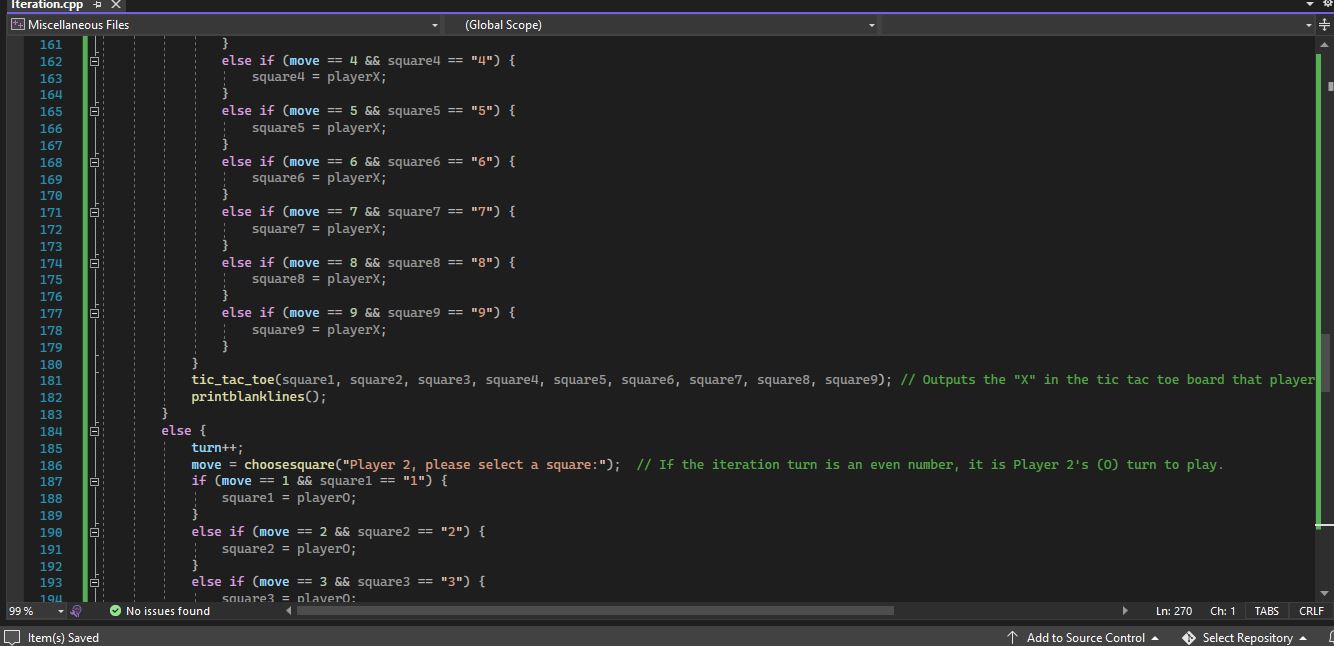 Iteration.cpp
Miscellaneous Files (Global Scope)
161 }
162 else if (move == 4 && square4 == "4") {
163 square4 = playerX;
164 }
165 else if (move == 5 && square5 == "5") {
166 square5 = playerX;
167 }
168 else if (move == 6 && square6 == "6") {
169 square6 = playerX;
170 }
171 else if (move == 7 && square7 == "7") {
172 square7 = playerX;
173 }
174 else if (move == 8 && square8 == "8") {
175 square8 = playerX;
176 }
177 else if (move == 9 && square9 == "9") {
178 square9 = playerX;
179 }
180 }
181 tic_tac_toe(square1, square2, square3, square4, square5, square6, square7, square8, square9); // Outputs the "X" in the tic tac toe board that player
182 printblanklines();
183 }
184 else {
185 turn++;
186 move = choosesquare("Player 2, please select a square:"); // If the iteration turn is an even number, it is Player 2's (O) turn to play.
187 if (move == 1 && square1 == "1") {
188 square1 = playerO;
189 }
190 else if (move == 2 && square2 == "2") {
191 square2 = playerO;
192 }
193 else if (move == 3 && square3 == "3") {
194 square3 = playerO;
99 % No issues found Ln: 270 Ch: 1 TABS CRLF
Item(s) Saved Add to Source Control Select Repository